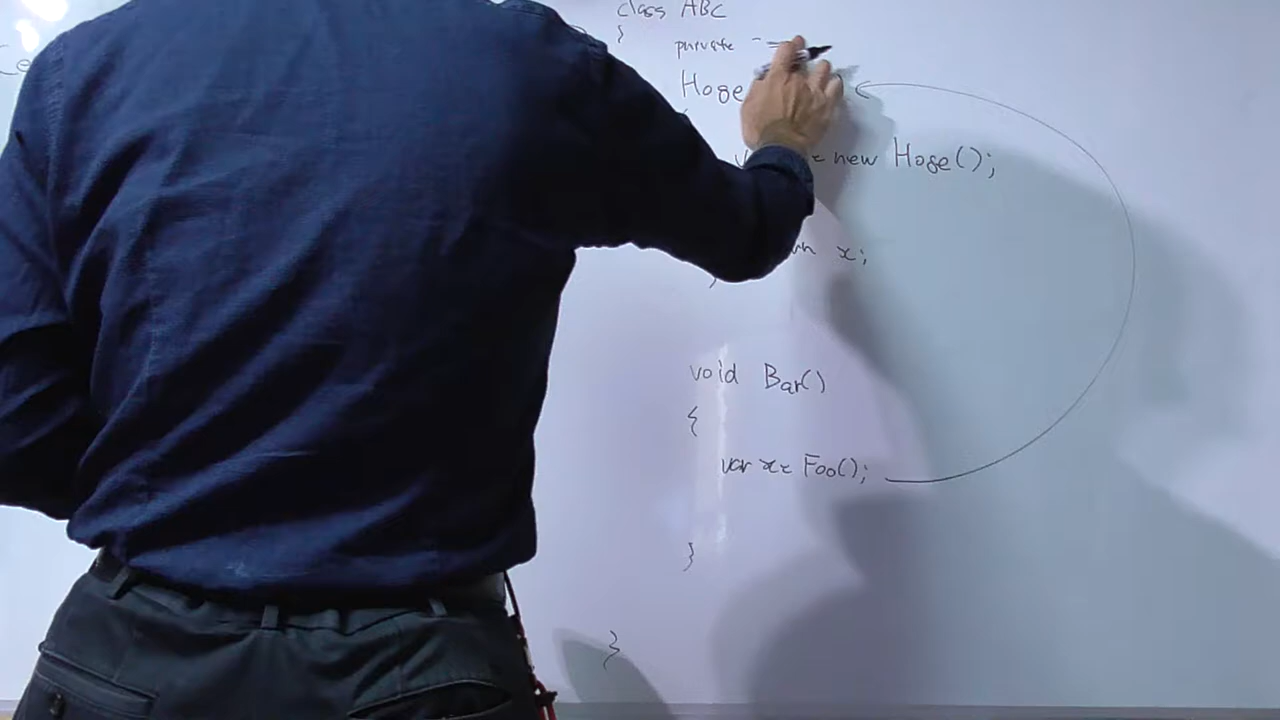 class ABC
{
private
Hoge
{
= new Hoge();
x;
}
void Bar()
{
var x = Foo();
}
}